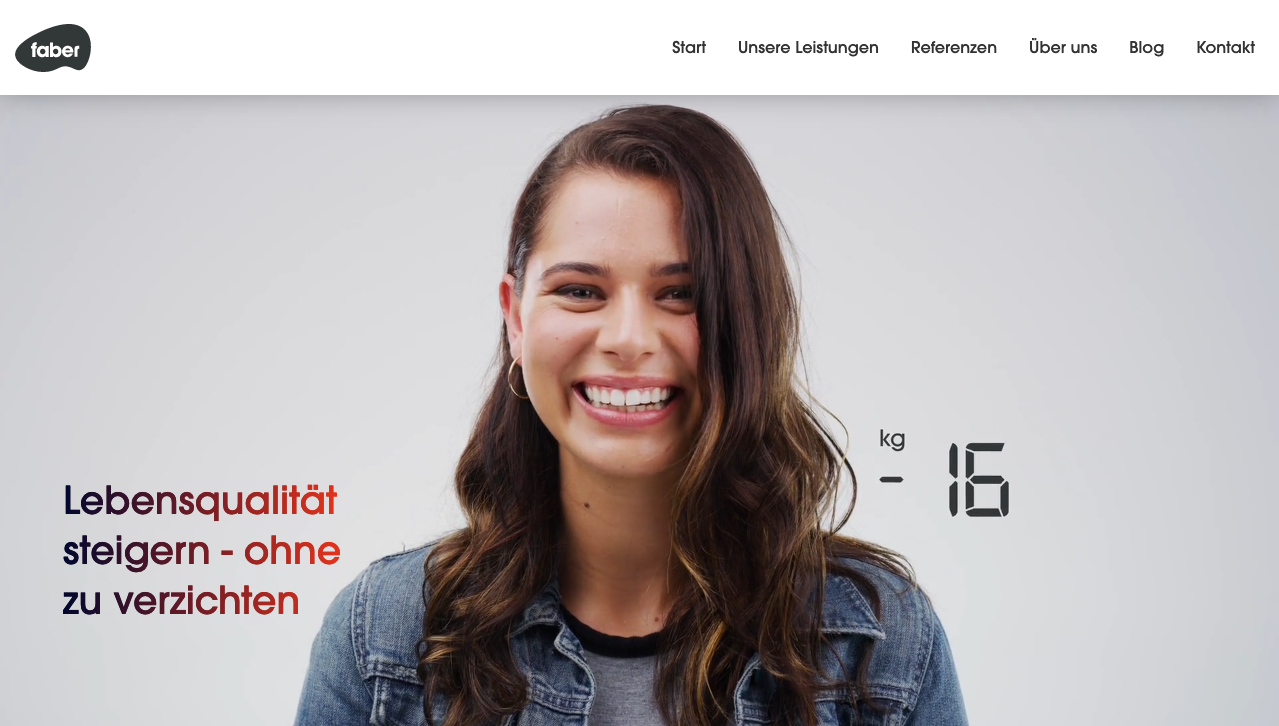 faber
Start
Unsere Leistungen
Referenzen
Über uns
Blog
Kontakt
kg
- 16
Lebensqualität
steigern - ohne
zu verzichten